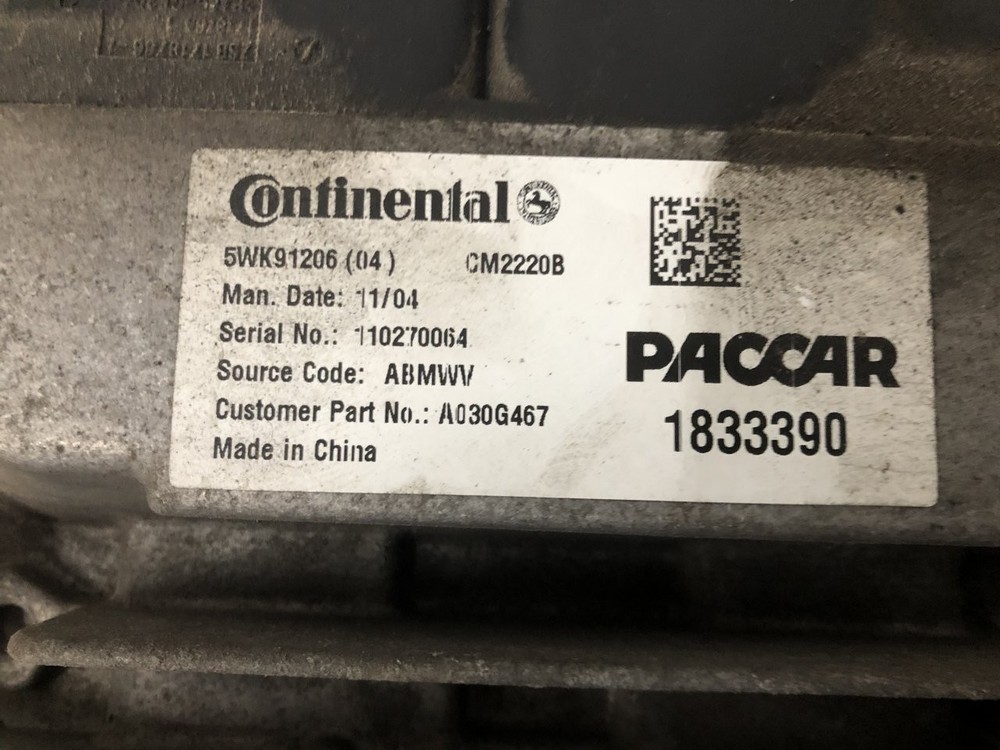 Continental
5WK91206 (04 ) CM2220B
Man. Date: 11/04
Serial No.: 110270064
Source Code: ABMWV
Customer Part No.: A030G467
Made in China
PACCAR
1833390